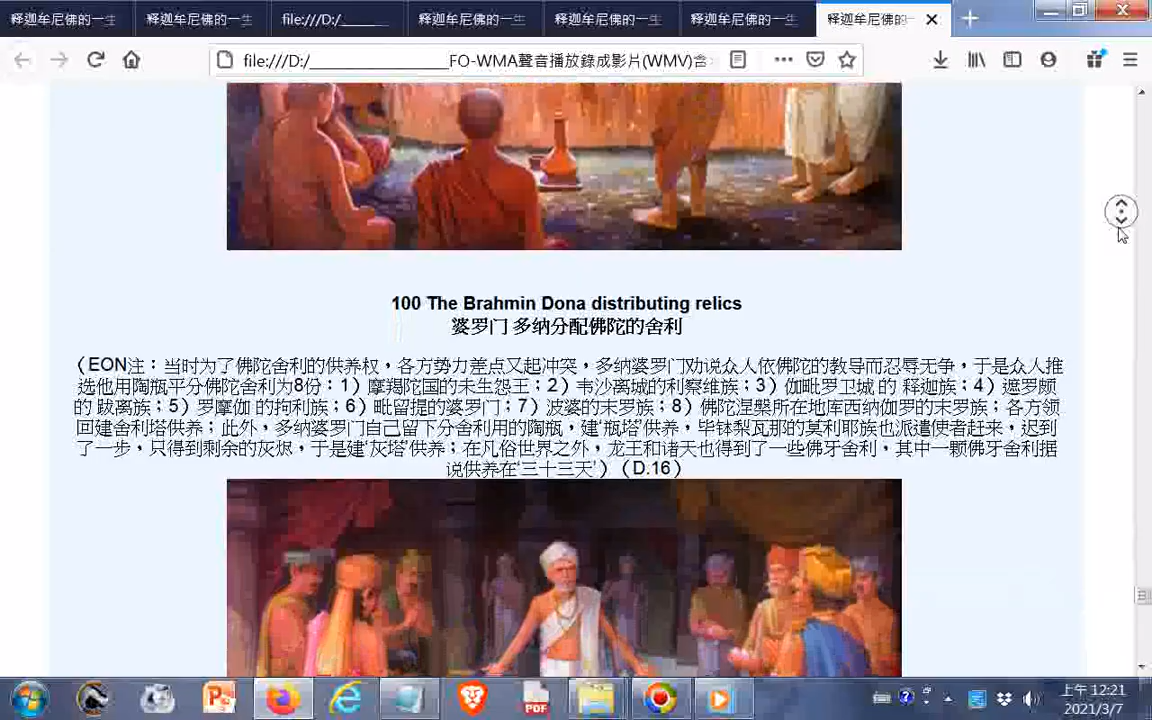 释迦牟尼佛的一生
释迦牟尼佛的一生
file:///D:/______
释迦牟尼佛的一生
释迦牟尼佛的一生
释迦牟尼佛的一生
释迦牟尼佛的一
file:///D:/__________________FO-WMA聲音播放錄成影片(WMV)含
100 The Brahmin Dona distributing relics
婆罗门 多纳分配佛陀的舍利
（EON注：当时为了佛陀舍利的供养权，各方势力差点又起冲突，多纳婆罗门劝说众人依佛陀的教导而忍辱无争，于是众人推
选他用陶瓶平分佛陀舍利为8份：1）摩羯陀国的未生怨王；2）韦沙离城的利察维族；3）伽毗罗卫城 的 释迦族；4）遮罗颇
的 跋离族；5）罗摩伽 的拘利族；6）毗留提的婆罗门；7）波婆的末罗族；8）佛陀涅槃所在地库西纳伽罗的末罗族；各方领
回建舍利塔供养；此外，多纳婆罗门自己留下分舍利用的陶瓶，建‘瓶塔’供养，毕钵梨瓦那的莫利耶族也派遣使者赶来，迟到
了一步，只得到剩余的灰烬，于是建‘灰塔’供养；在凡俗世界之外，龙王和诸天也得到了一些佛牙舍利，其中一颗佛牙舍利据
说供养在‘三十三天’）（D.16）
PDF
上午 12:21
2021/3/7